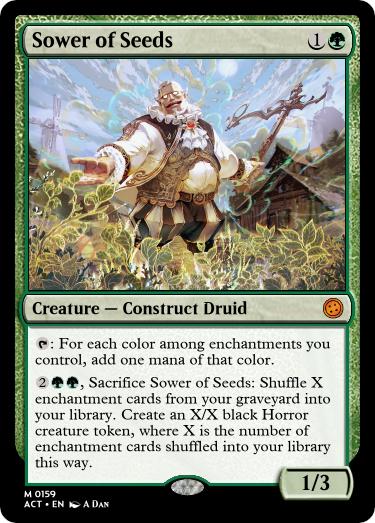 Sower of Seeds 1
Creature — Construct Druid
: For each color among enchantments you
control, add one mana of that color.
2, Sacrifice Sower of Seeds: Shuffle X
enchantment cards from your graveyard into
your library. Create an X/X black Horror
creature token, where X is the number of
enchantment cards shuffled into your library
this way.
1/3
M 0159
ACT • EN A Dan